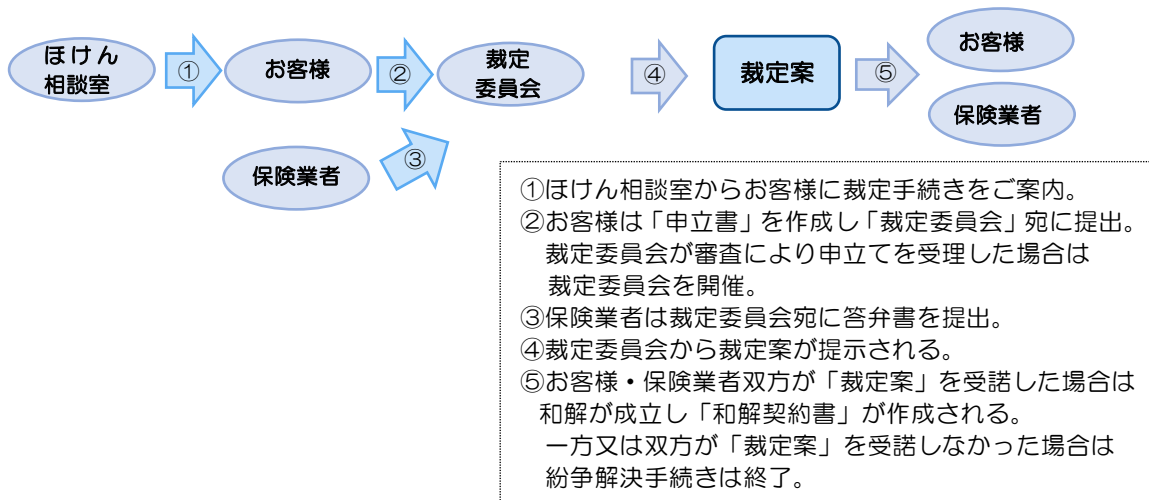 ほけん
相談室
①
お客様
②
裁定
委員会
④
裁定案
⑤
お客様
保険業者
保険業者
③
①ほけん相談室からお客様に裁定手続きをご案内。
②お客様は「申立書」を作成し「裁定委員会」宛に提出。
裁定委員会が審査により申立てを受理した場合は
裁定委員会を開催。
③保険業者は裁定委員会宛に答弁書を提出。
④裁定委員会から裁定案が提示される。
⑤お客様・保険業者双方が「裁定案」を受諾した場合は
和解が成立し「和解契約書」が作成される。
一方又は双方が「裁定案」を受諾しなかった場合は
紛争解決手続きは終了。